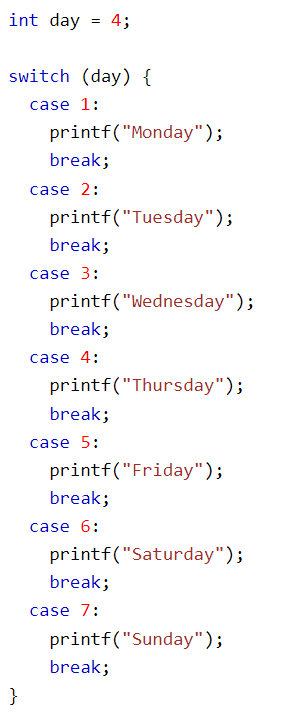 int day = 4;

switch (day) {
  case 1:
    printf("Monday");
    break;
  case 2:
    printf("Tuesday");
    break;
  case 3:
    printf("Wednesday");
    break;
  case 4:
    printf("Thursday");
    break;
  case 5:
    printf("Friday");
    break;
  case 6:
    printf("Saturday");
    break;
  case 7:
    printf("Sunday");
    break;
}